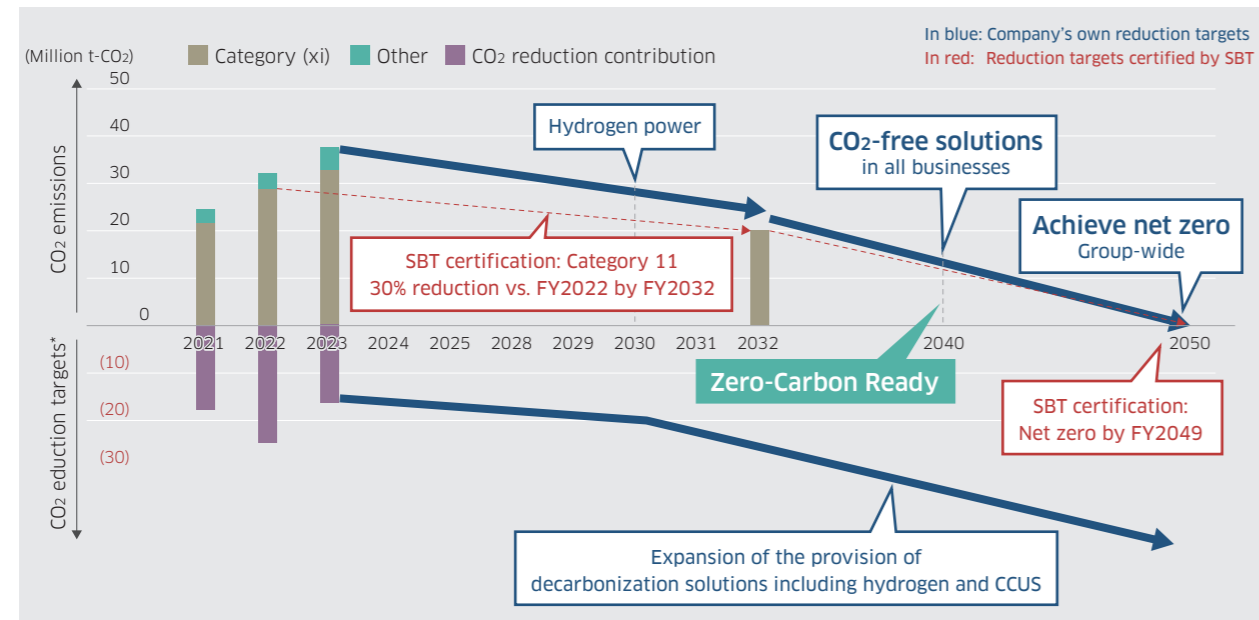 (Million t-CO2)
Category (xi)
Other
CO2 reduction contribution
In blue: Company's own reduction targets
In red: Reduction targets certified by SBT
50
40
30
20
10
0
CO2 emissions
Hydrogen power
CO2-free solutions
in all businesses
Achieve net zero
Group-wide
SBT certification: Category 11
30% reduction vs. FY2022 by FY2032
2021
2022
2023
2024
2025
2028
2029
2030
2031
2032
2040
2050
(10)
(20)
(30)
CO2 eduction targets*
Zero-Carbon Ready
SBT certification:
Net zero by FY2049
Expansion of the provision of
decarbonization solutions including hydrogen and CCUS